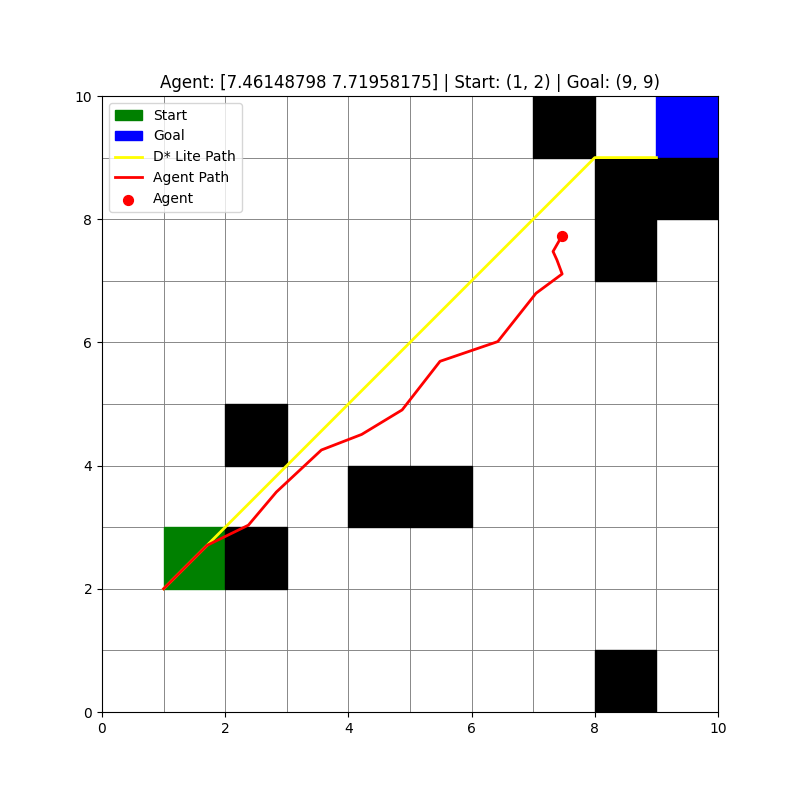 Agent: [7.46148798 7.71958175] | Start: (1, 2) | Goal: (9, 9)
Start
Goal
D* Lite Path
Agent Path
Agent
10
8
6
4
2
0
0 2 4 6 8 10